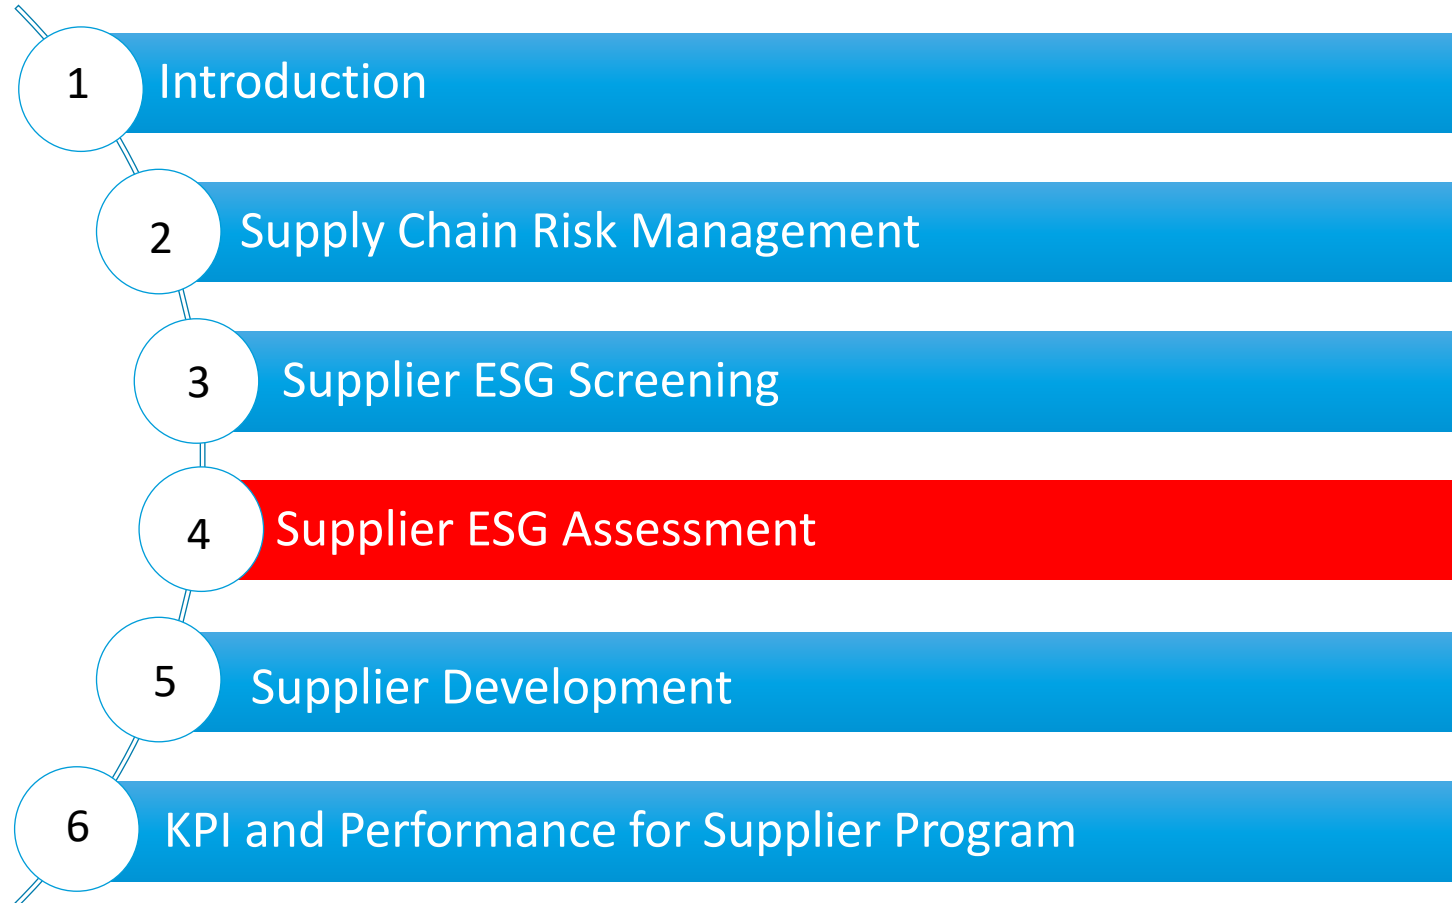 1 Introduction
2 Supply Chain Risk Management
3 Supplier ESG Screening
4 Supplier ESG Assessment
5 Supplier Development
6 KPI and Performance for Supplier Program